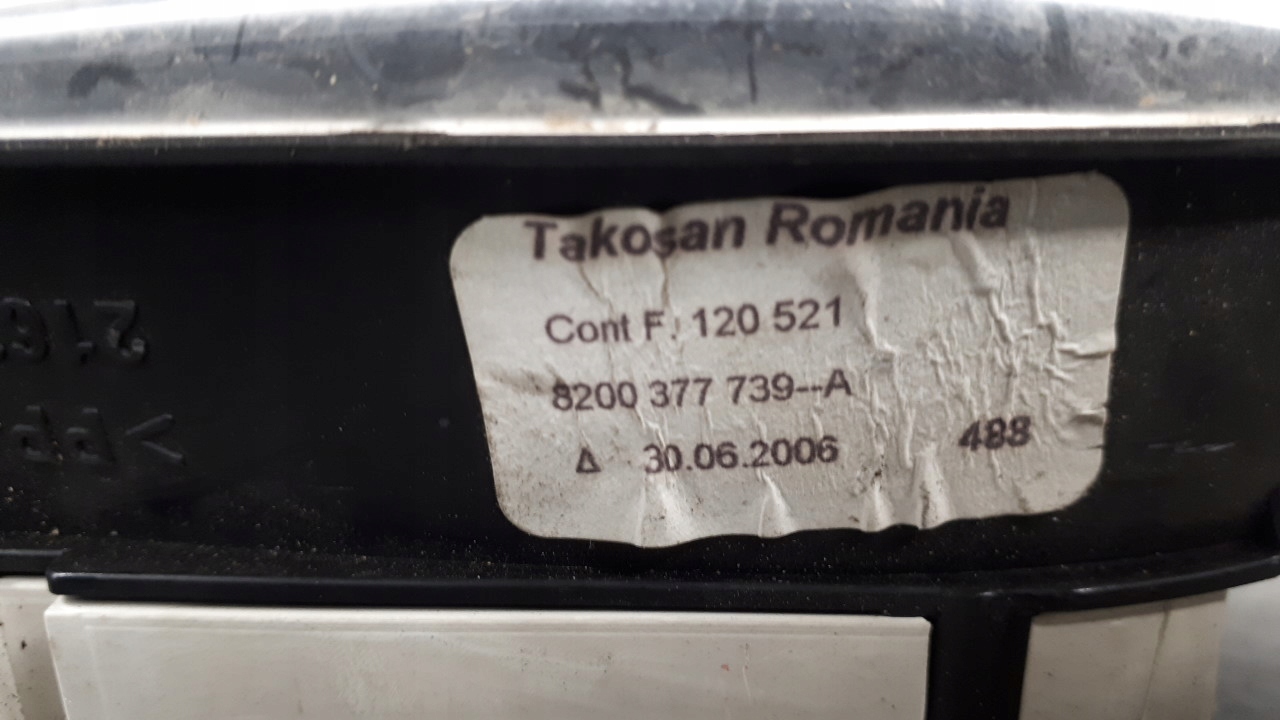 Takosan Romania
Cont F. 120 521
8200 377 739--A
Δ 30.06.2006 488